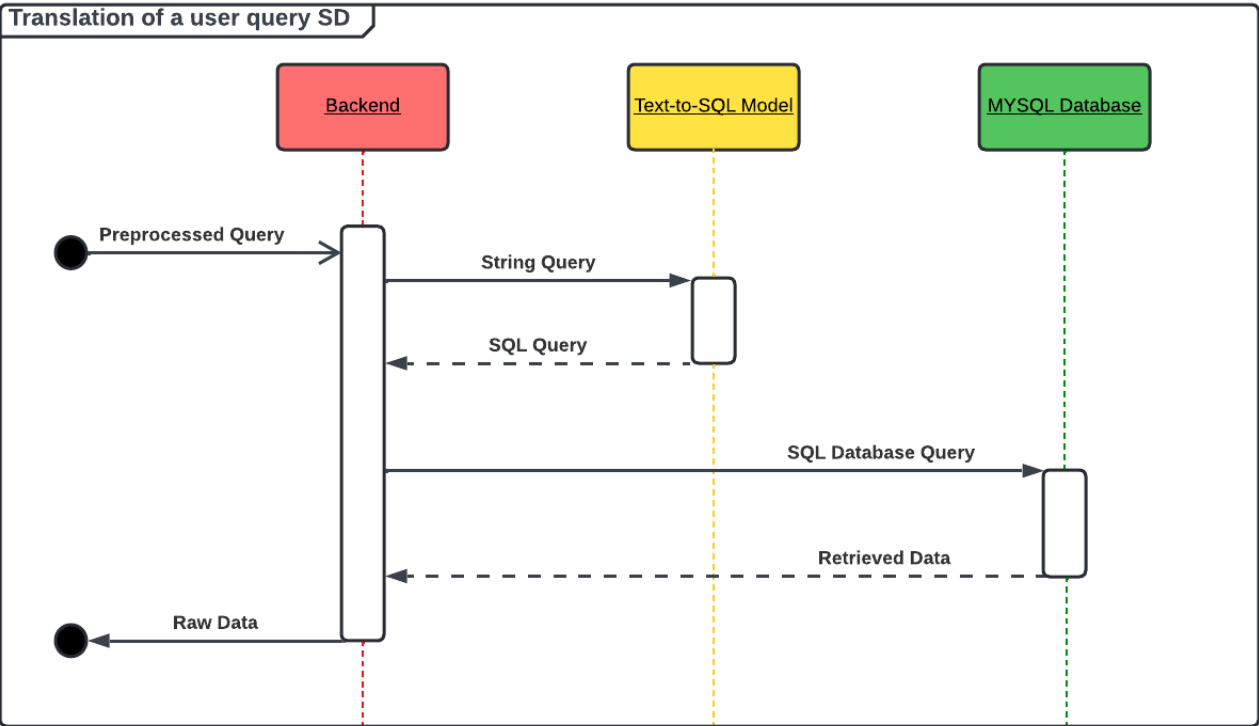 Translation of a user query SD
Backend
Text-to-SQL Model
MYSQL Database
Preprocessed Query
String Query
SQL Query
SQL Database Query
Retrieved Data
Raw Data